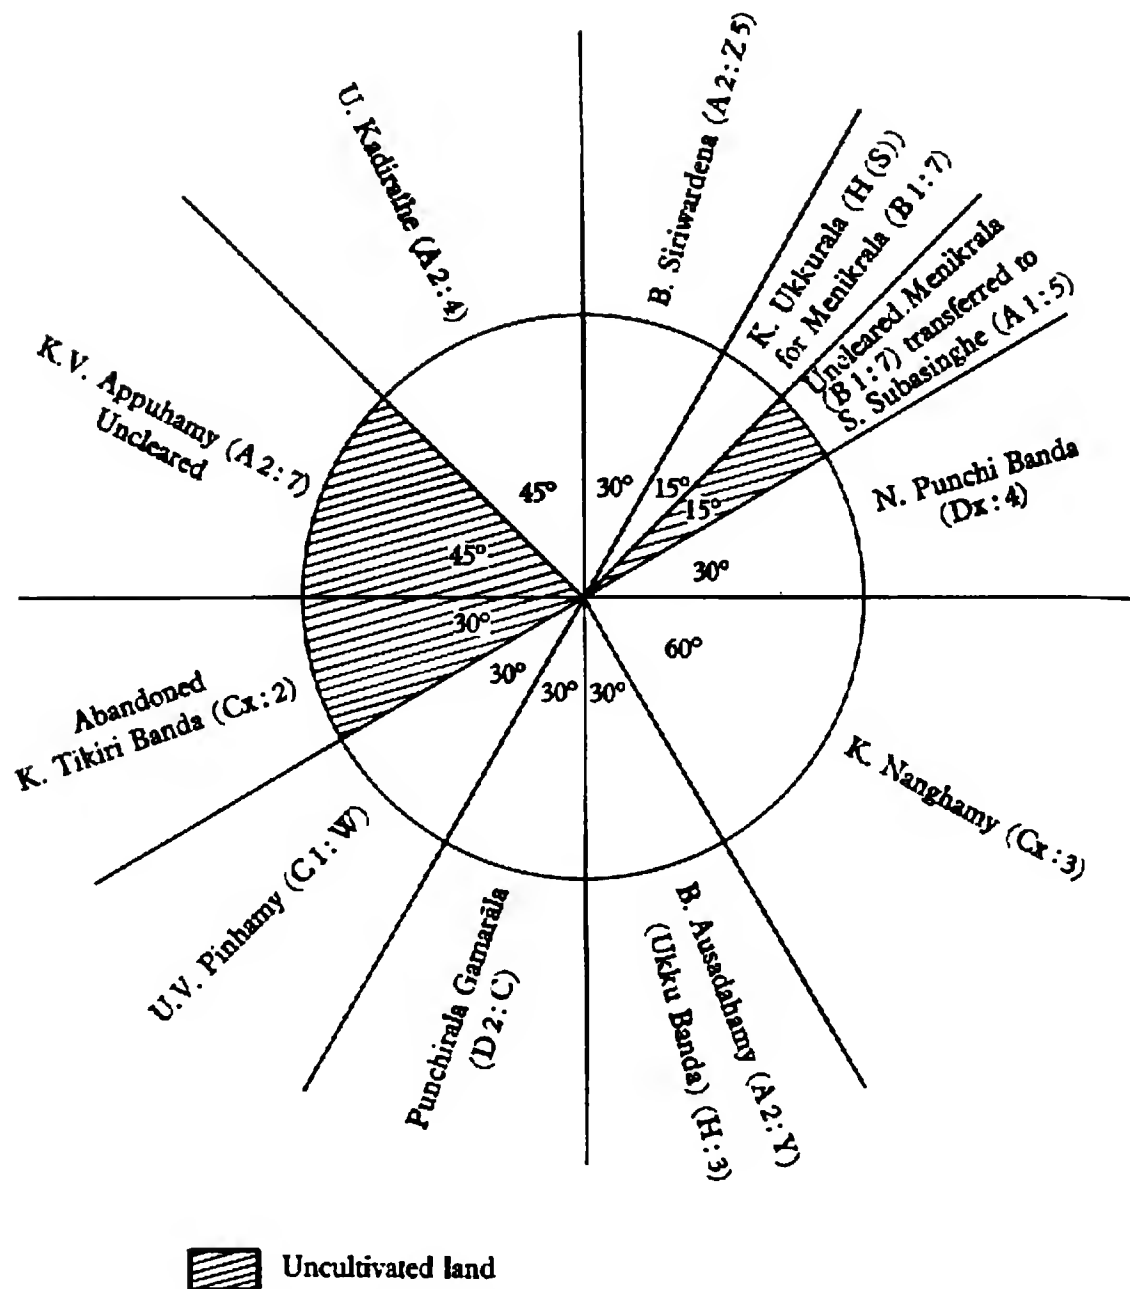 U. Kadirathe (A2:4)
B. Siriwardena (A2:Z5)
K. Ukkurala (H(S))
for Menikrala (B1:7)
Uncleared. Menikrala
(B1:7) transferred to
S. Subasinghe (A1:5)
N. Punchi Banda
(Dx:4)
K. Nanghamy (Cx:3)
B. Ausadahamy (A2:Y)
(Ukku Banda) (H:3)
Punchirala Gamarāla
(D2:C)
U.V. Pinhamy (C1:W)
Abandoned
K. Tikiri Banda (Cx:2)
K.V. Appuhamy (A2:7)
Uncleared
45°
30°
15°
15°
30°
60°
30°
30°
30°
30°
45°
Uncultivated land